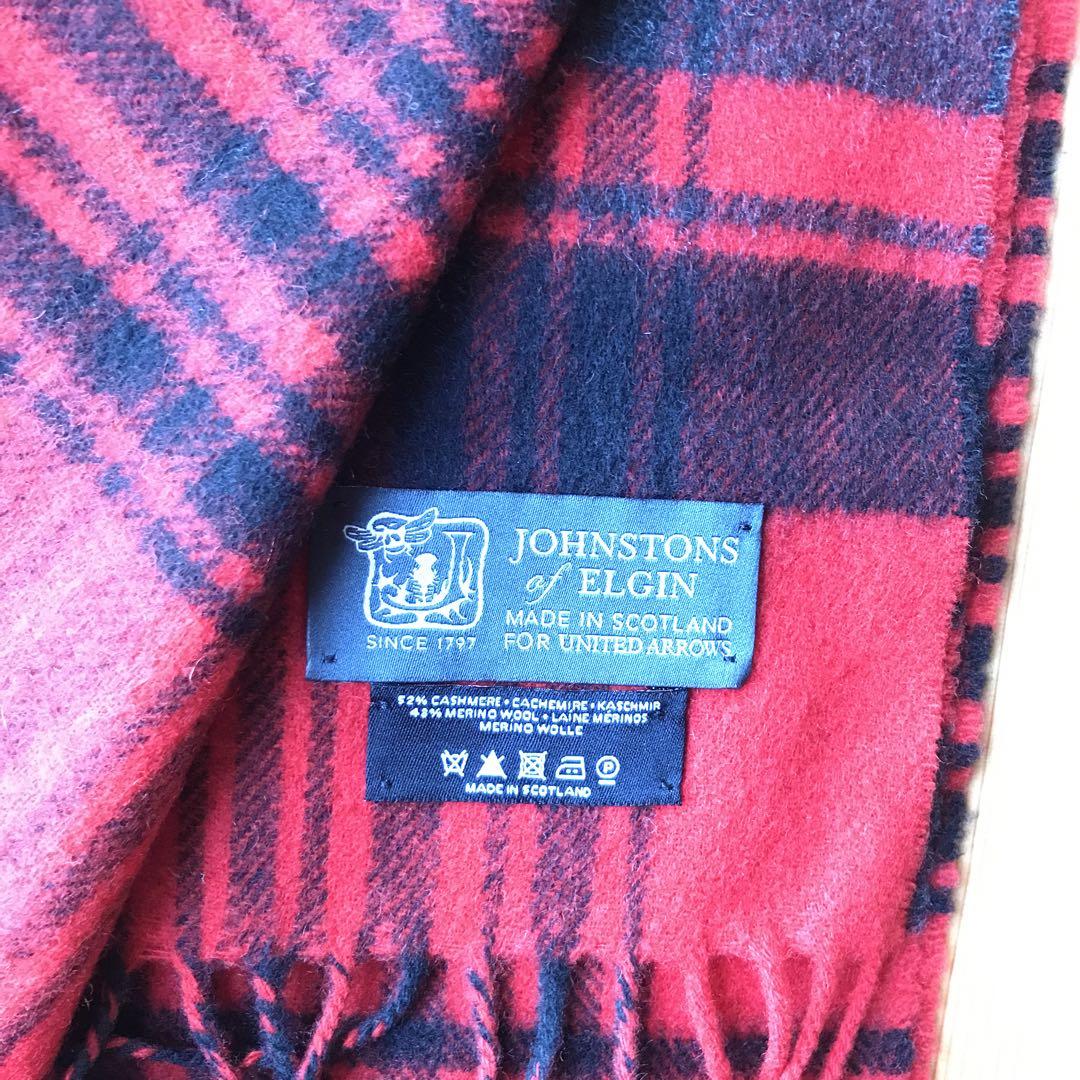 JOHNSTONS
of ELGIN
MADE IN SCOTLAND
SINCE 1797
FOR UNITED ARROWS
52% CASHMERE • CACHEMIRE • KASCHMIR
48% MERINO WOOL • LAINE MERINOS
MERINO WOLLE
P
MADE IN SCOTLAND